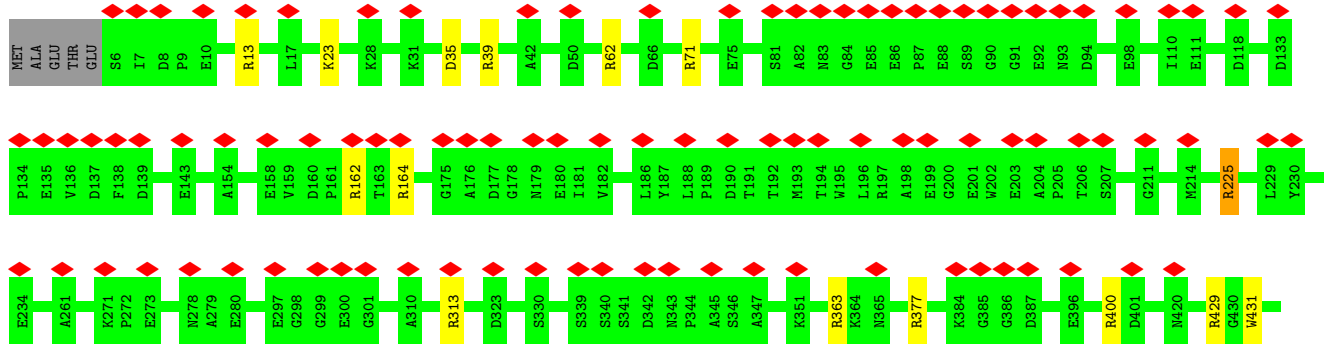 MET ALA GLU THR GLU S6 I7 D8 P9 E10 R13 L17 K23 K28 K31 D35 R39 A42 D50 R62 D66 R71 E75 S81 A82 N83 G84 E85 E86 P87 E88 S89 G90 G91 E92 N93 D94 E98 I110 E111 D118 D133
P134 E135 V136 D137 F138 D139 E143 A154 E158 V159 D160 P161 R162 T163 R164 G175 A176 D177 G178 N179 E180 I181 V182 L186 Y187 L188 P189 D190 T191 T192 M193 T194 W195 L196 R197 A198 E199 G200 E201 W202 E203 A204 P205 T206 S207 G211 M214 R225 L229 Y230
E234 A261 K271 P272 E273 N278 A279 E280 E297 G298 G299 E300 G301 A310 R313 D323 S330 S339 S340 S341 D342 N343 P344 A345 S346 A347 K351 R363 K364 N365 R377 K384 G385 G386 D387 E396 R400 D401 N420 R429 G430 W431